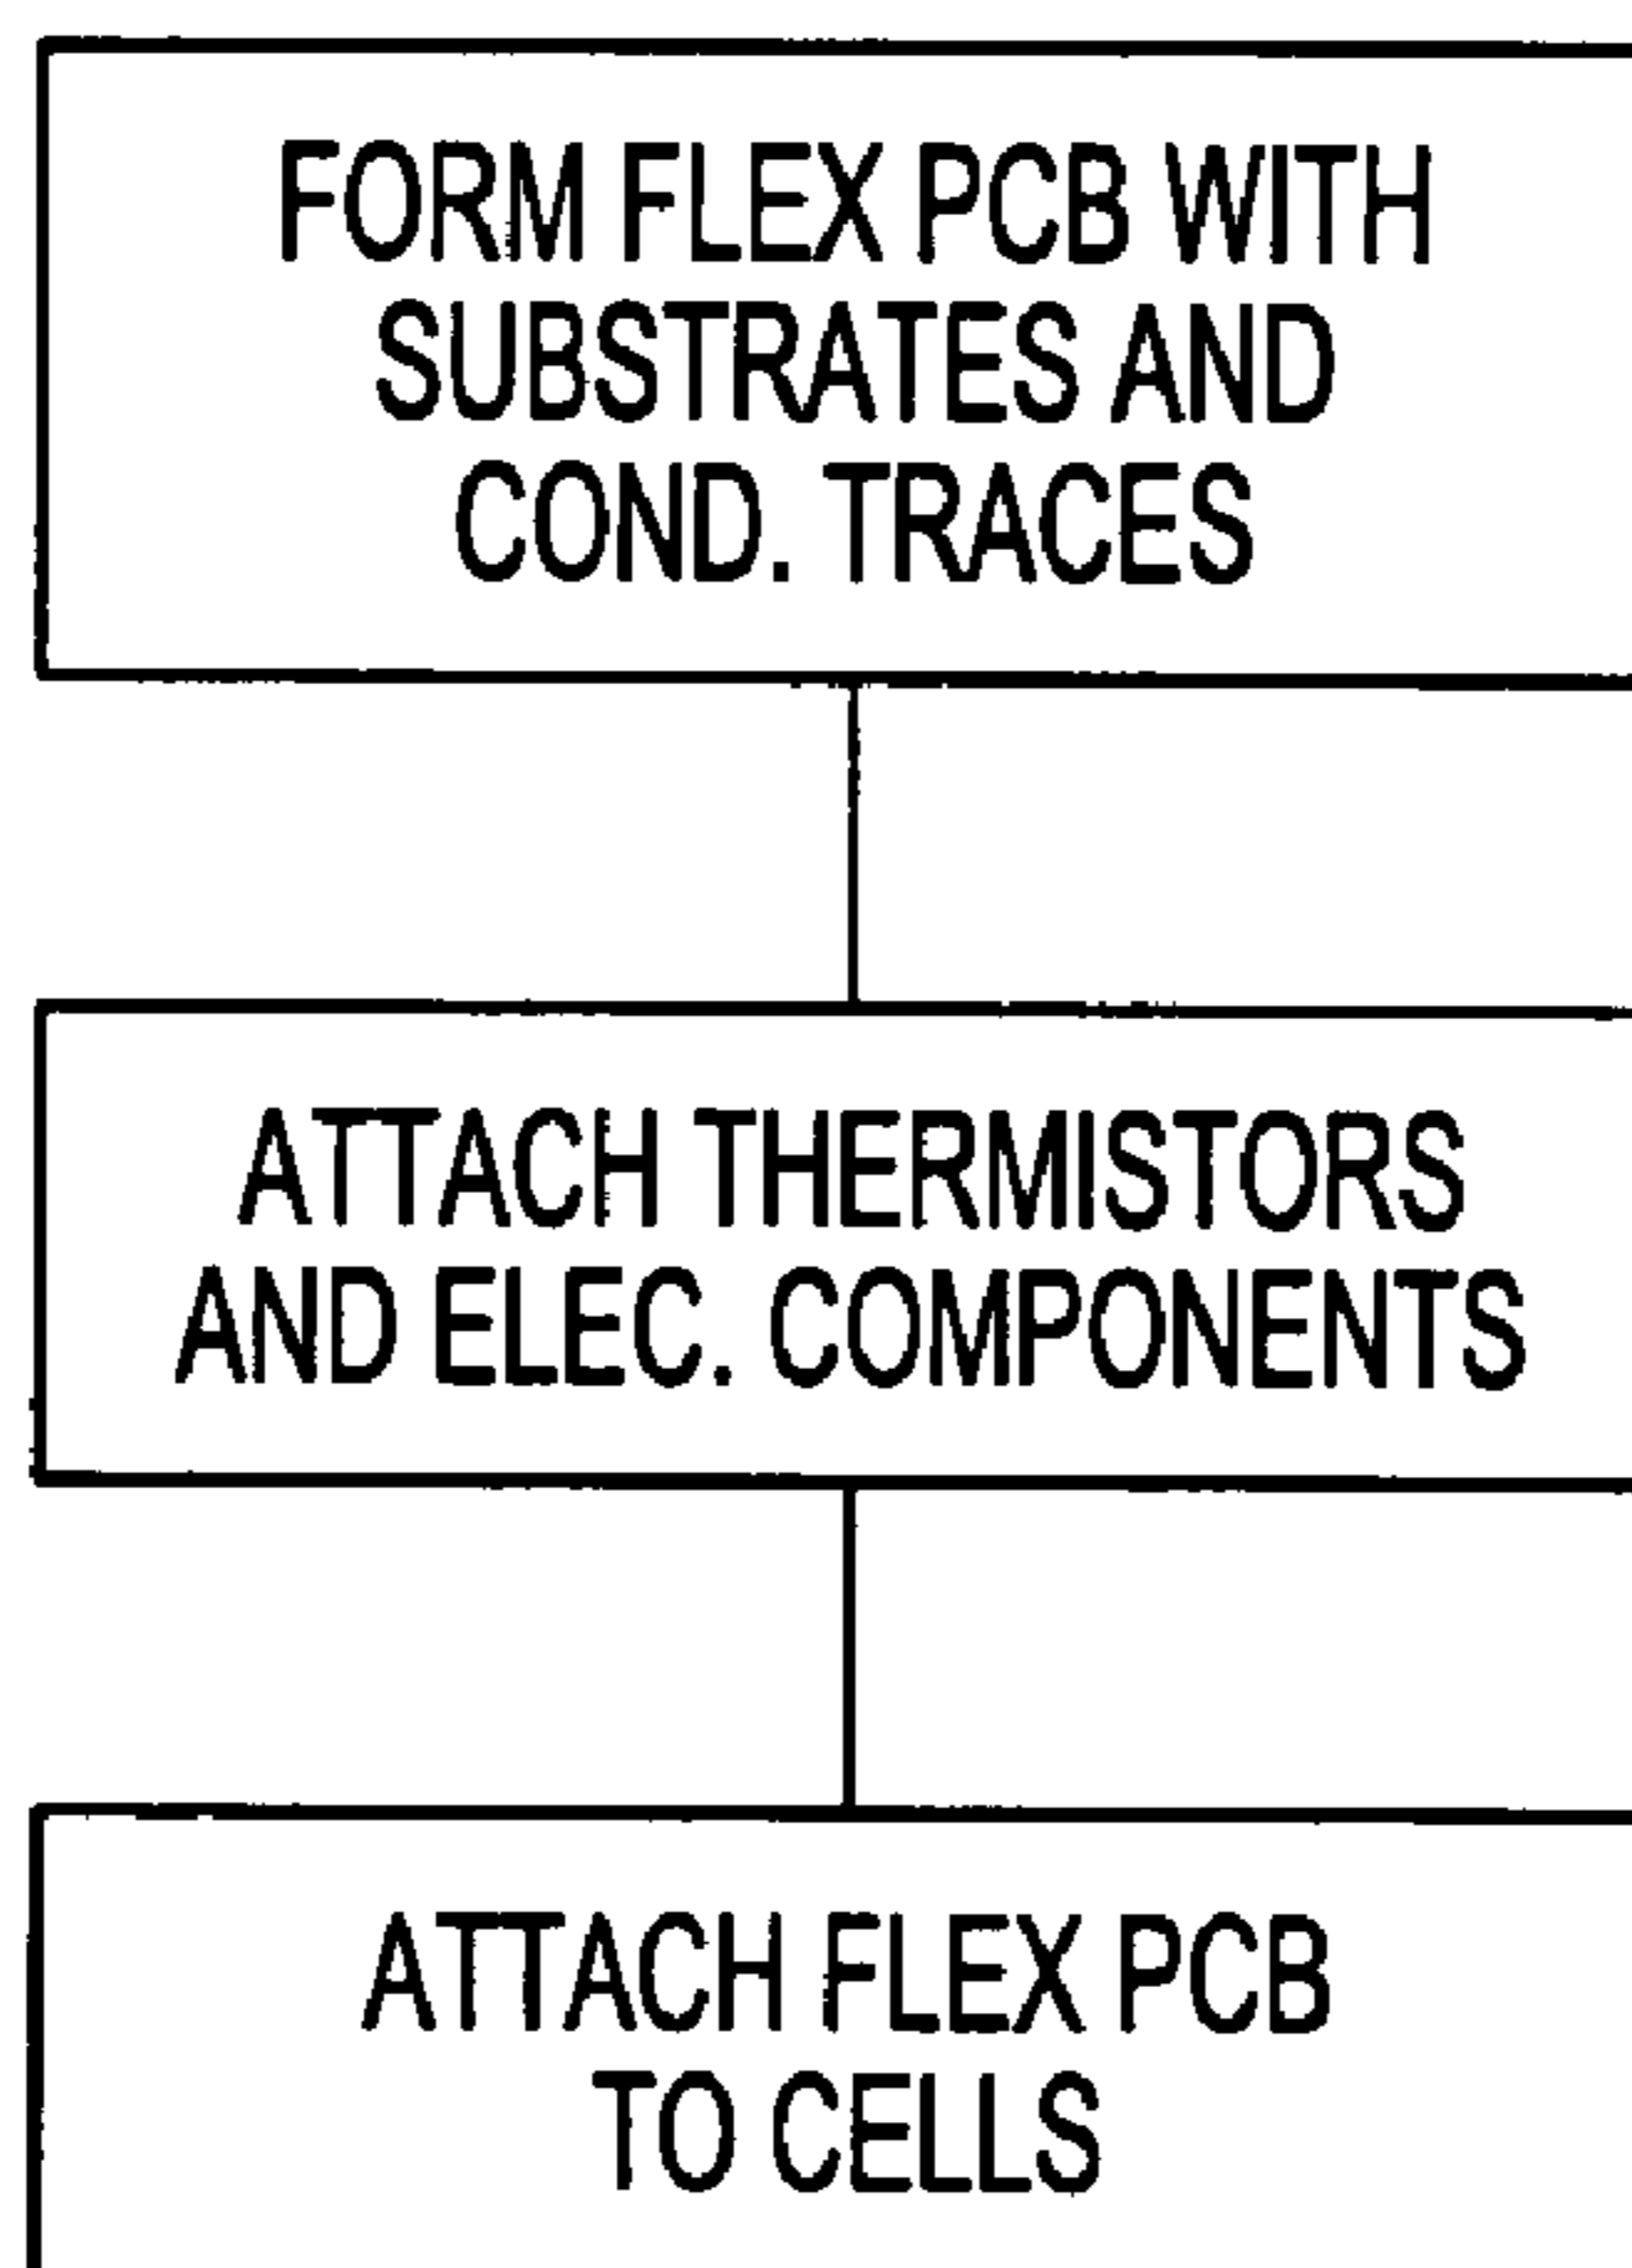 FORM FLEX PCB WITH
SUBSTRATES AND
COND. TRACES
ATTACH THERMISTORS
AND ELEC. COMPONENTS
ATTACH FLEX PCB
TO CELLS